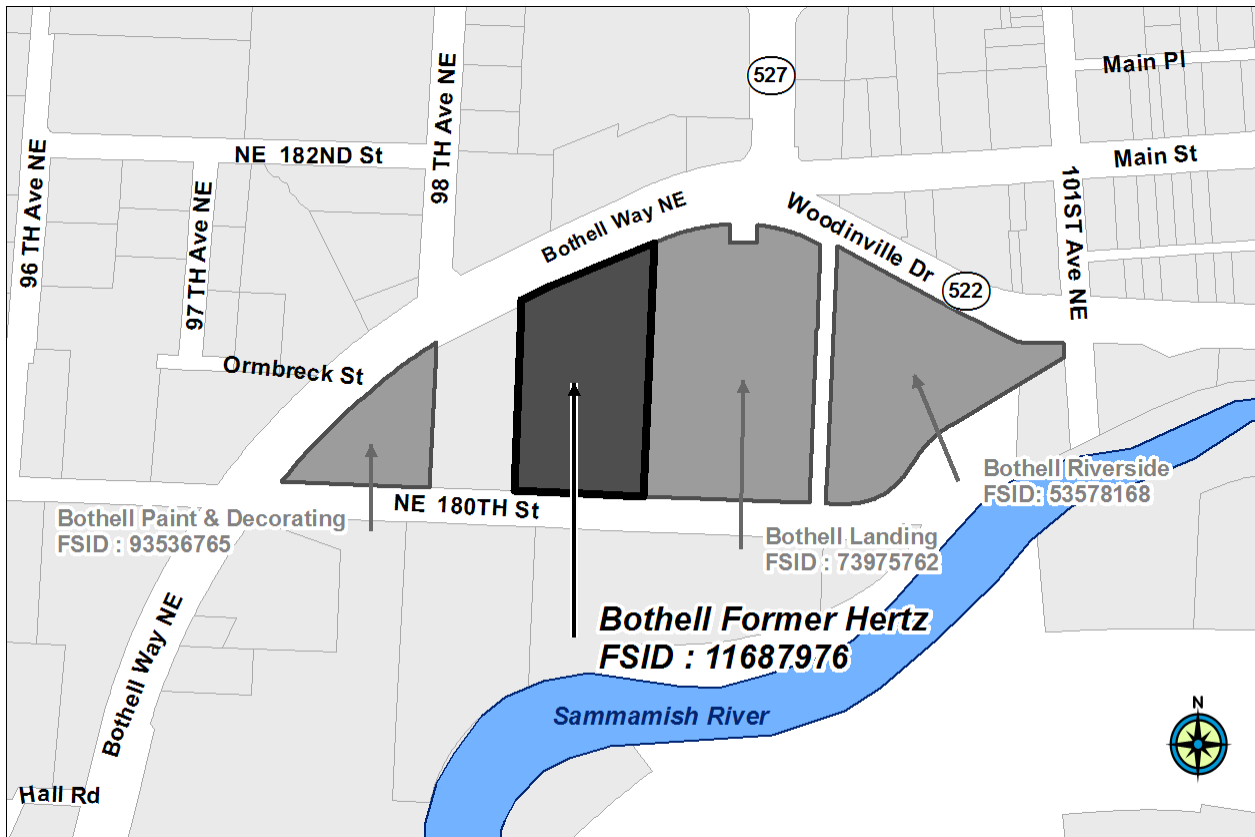 527
Main Pl
98 TH Ave NE
NE 182ND St
Main St
96 TH Ave NE
97 TH Ave NE
101ST Ave NE
Bothell Way NE
Woodinville Dr
522
Ormbreck St
Bothell Riverside
FSID: 53578168
NE 180TH St
Bothell Paint & Decorating
FSID : 93536765
Bothell Landing
FSID : 73975762
Bothell Former Hertz
FSID : 11687976
Bothell Way NE
Sammamish River
N
Hall Rd